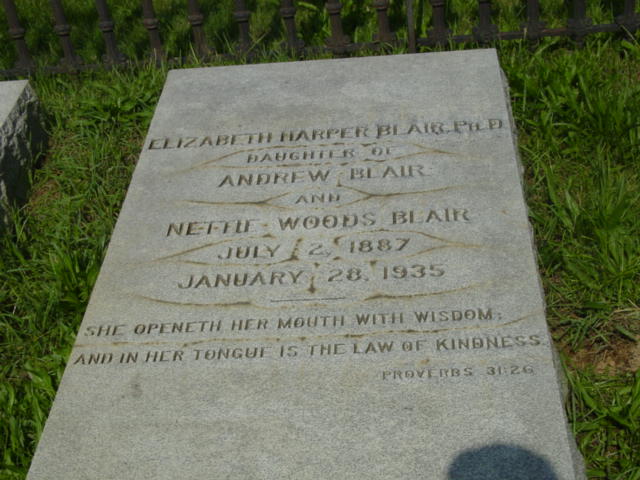 ELIZABETH HARPER BLAIR, PH.D.
DAUGHTER OF
ANDREW BLAIR
AND
NETTIE WOODS BLAIR
JULY 2, 1887
JANUARY 28, 1935
SHE OPENETH HER MOUTH WITH WISDOM;
AND IN HER TONGUE IS THE LAW OF KINDNESS.
PROVERBS 31:26